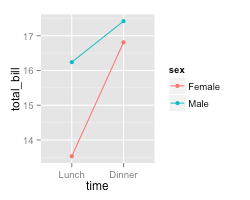 total_bill
17
16
15
14
Lunch Dinner
time
sex
Female
Male